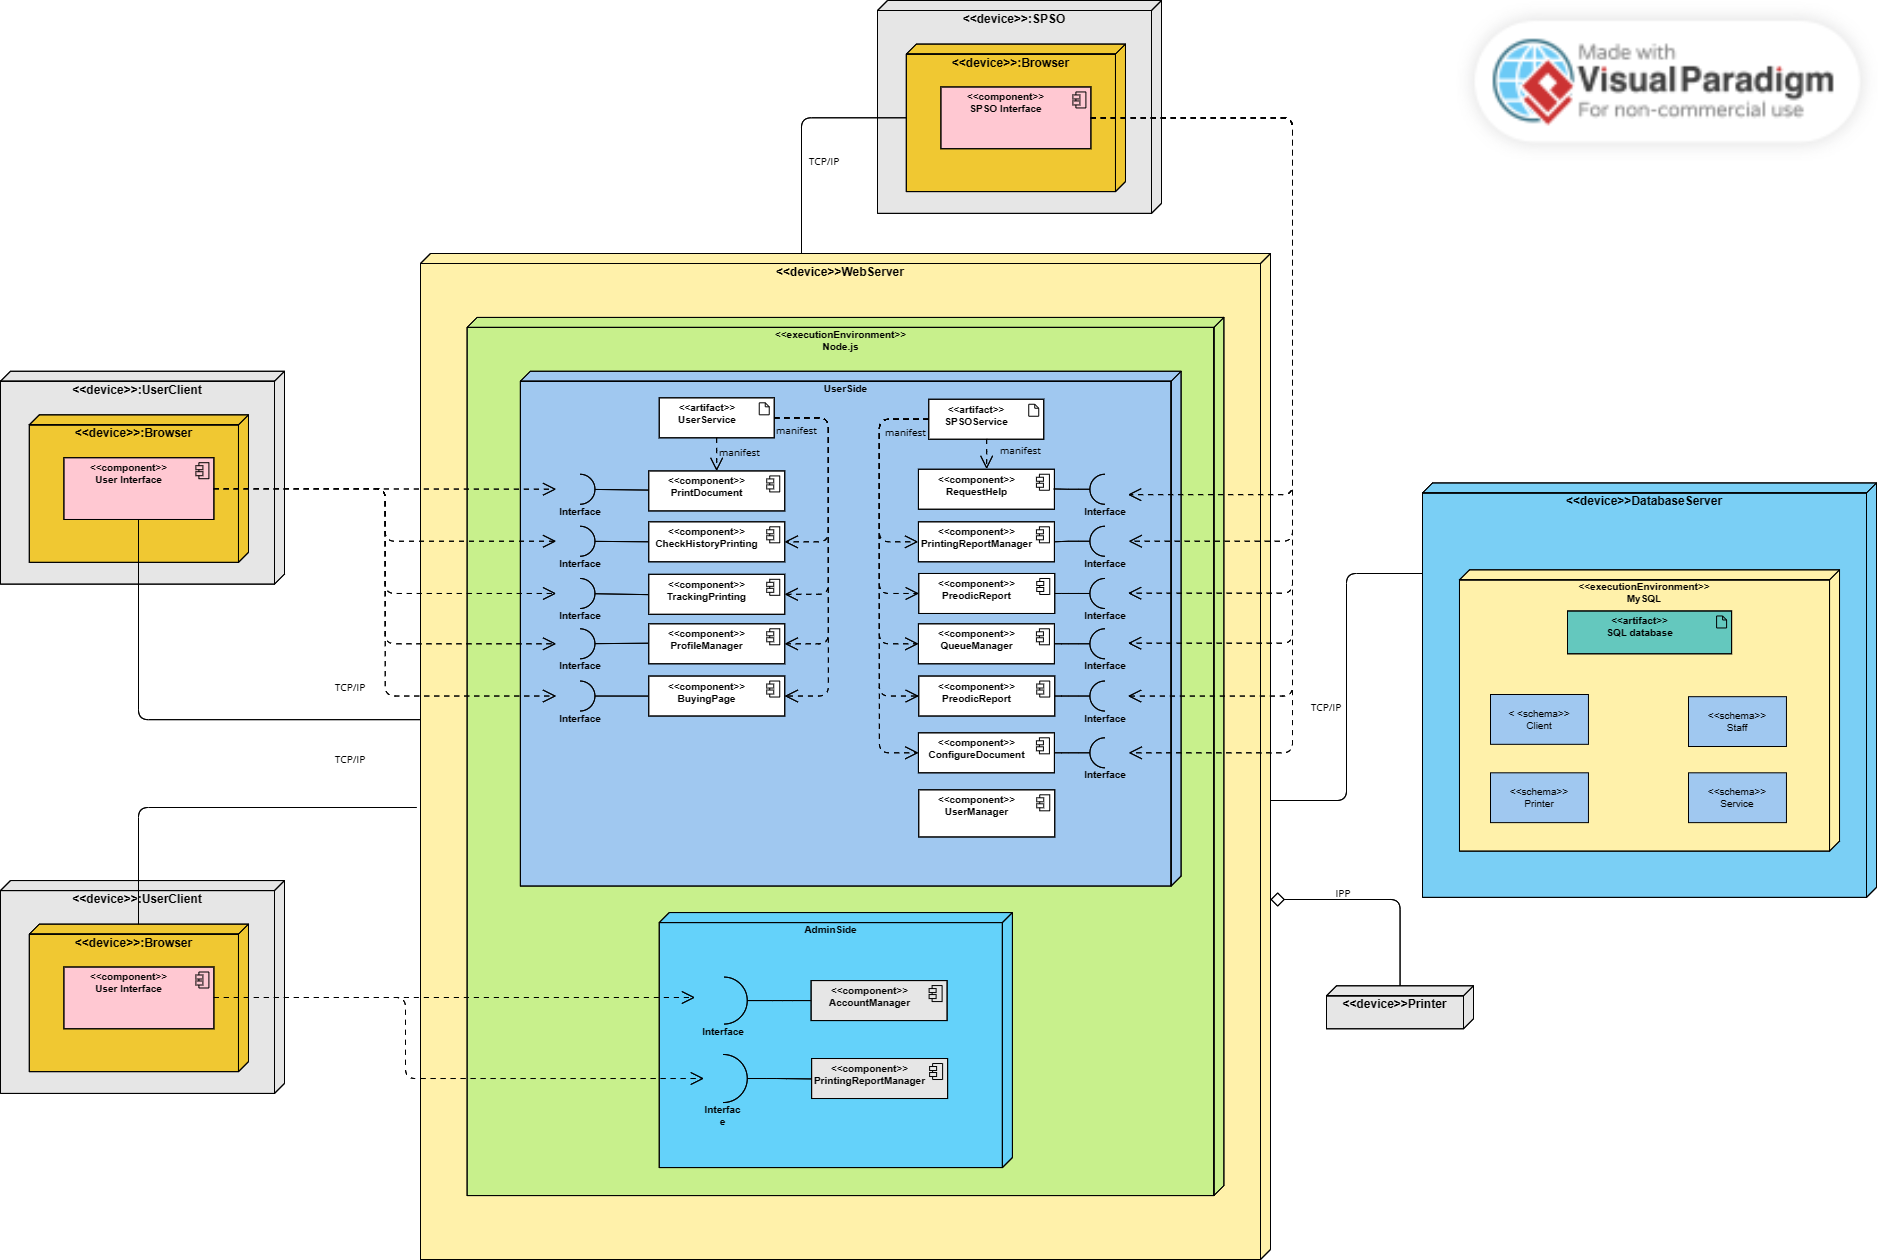 <<device>>:SPSO
<<device>>:Browser
<<component>>
SPSO Interface
Made with
Visual Paradigm
For non-commercial use
TCP/IP
<<device>>WebServer
<<executionEnvironment>>
Node.js
<<device>>:UserClient
<<device>>:Browser
<<component>>
User Interface
TCP/IP
UserSide
<<artifact>>
UserService
manifest
manifest
<<component>>
PrintDocument
Interface
<<component>>
CheckHistoryPrinting
Interface
<<component>>
TrackingPrinting
Interface
<<component>>
ProfileManager
Interface
<<component>>
BuyingPage
Interface
<<artifact>>
SPSOService
manifest
manifest
<<component>>
RequestHelp
Interface
<<component>>
PrintingReportManager
Interface
<<component>>
PreodicReport
Interface
<<component>>
QueueManager
Interface
<<component>>
PreodicReport
Interface
<<component>>
ConfigureDocument
Interface
<<component>>
UserManager
TCP/IP
<<device>>DatabaseServer
<<executionEnvironment>>
MySQL
<<artifact>>
SQL database
< <schema>>
Client
<<schema>>
Staff
<<schema>>
Printer
<<schema>>
Service
TCP/IP
<<device>>:UserClient
<<device>>:Browser
<<component>>
User Interface
AdminSide
<<component>>
AccountManager
Interface
<<component>>
PrintingReportManager
Interfac
e
IPP
<<device>>Printer